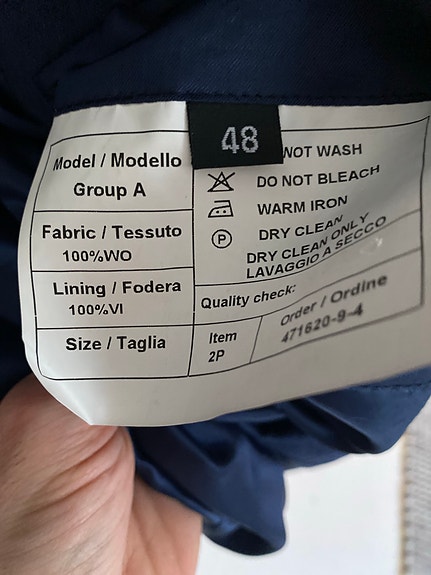 48
Model / Modello
Group A
Fabric / Tessuto
100%WO
Lining / Fodera
100%VI
Size / Taglia
NOT WASH
DO NOT BLEACH
WARM IRON
P
DRY CLEAN
DRY CLEAN ONLY
LAVAGGIO A SECCO
Quality check:
Item
2P
Order / Ordine
471620-9-4